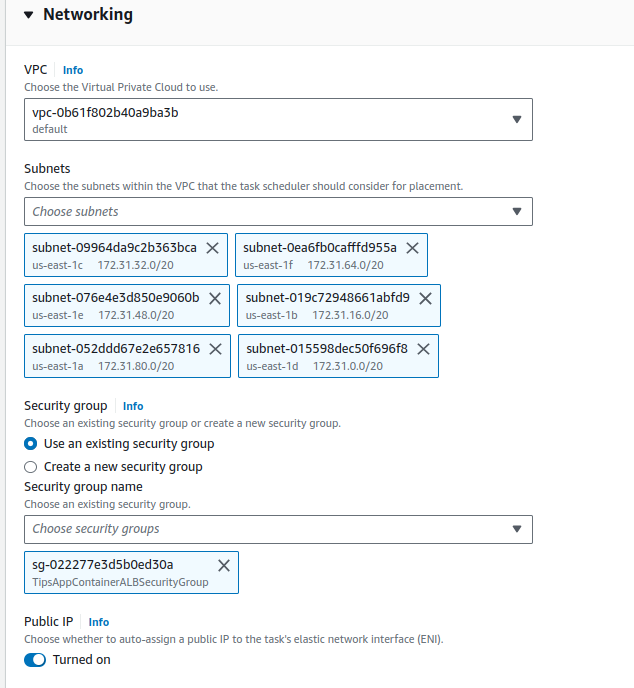 Networking
VPC Info
Choose the Virtual Private Cloud to use.
vpc-0b61f802b40a9ba3b
default
Subnets
Choose the subnets within the VPC that the task scheduler should consider for placement.
Choose subnets
subnet-09964da9c2b363bca
us-east-1c 172.31.32.0/20
subnet-0ea6fb0cafffd955a
us-east-1f 172.31.64.0/20
subnet-076e4e3d850e9060b
us-east-1e 172.31.48.0/20
subnet-019c72948661abfd9
us-east-1b 172.31.16.0/20
subnet-052ddd67e2e657816
us-east-1a 172.31.80.0/20
subnet-015598dec50f696f8
us-east-1d 172.31.0.0/20
Security group Info
Choose an existing security group or create a new security group.
Use an existing security group
Create a new security group
Security group name
Choose an existing security group.
Choose security groups
sg-022277e3d5b0ed30a
TipsAppContainerALBSecurityGroup
Public IP Info
Choose whether to auto-assign a public IP to the task's elastic network interface (ENI).
Turned on